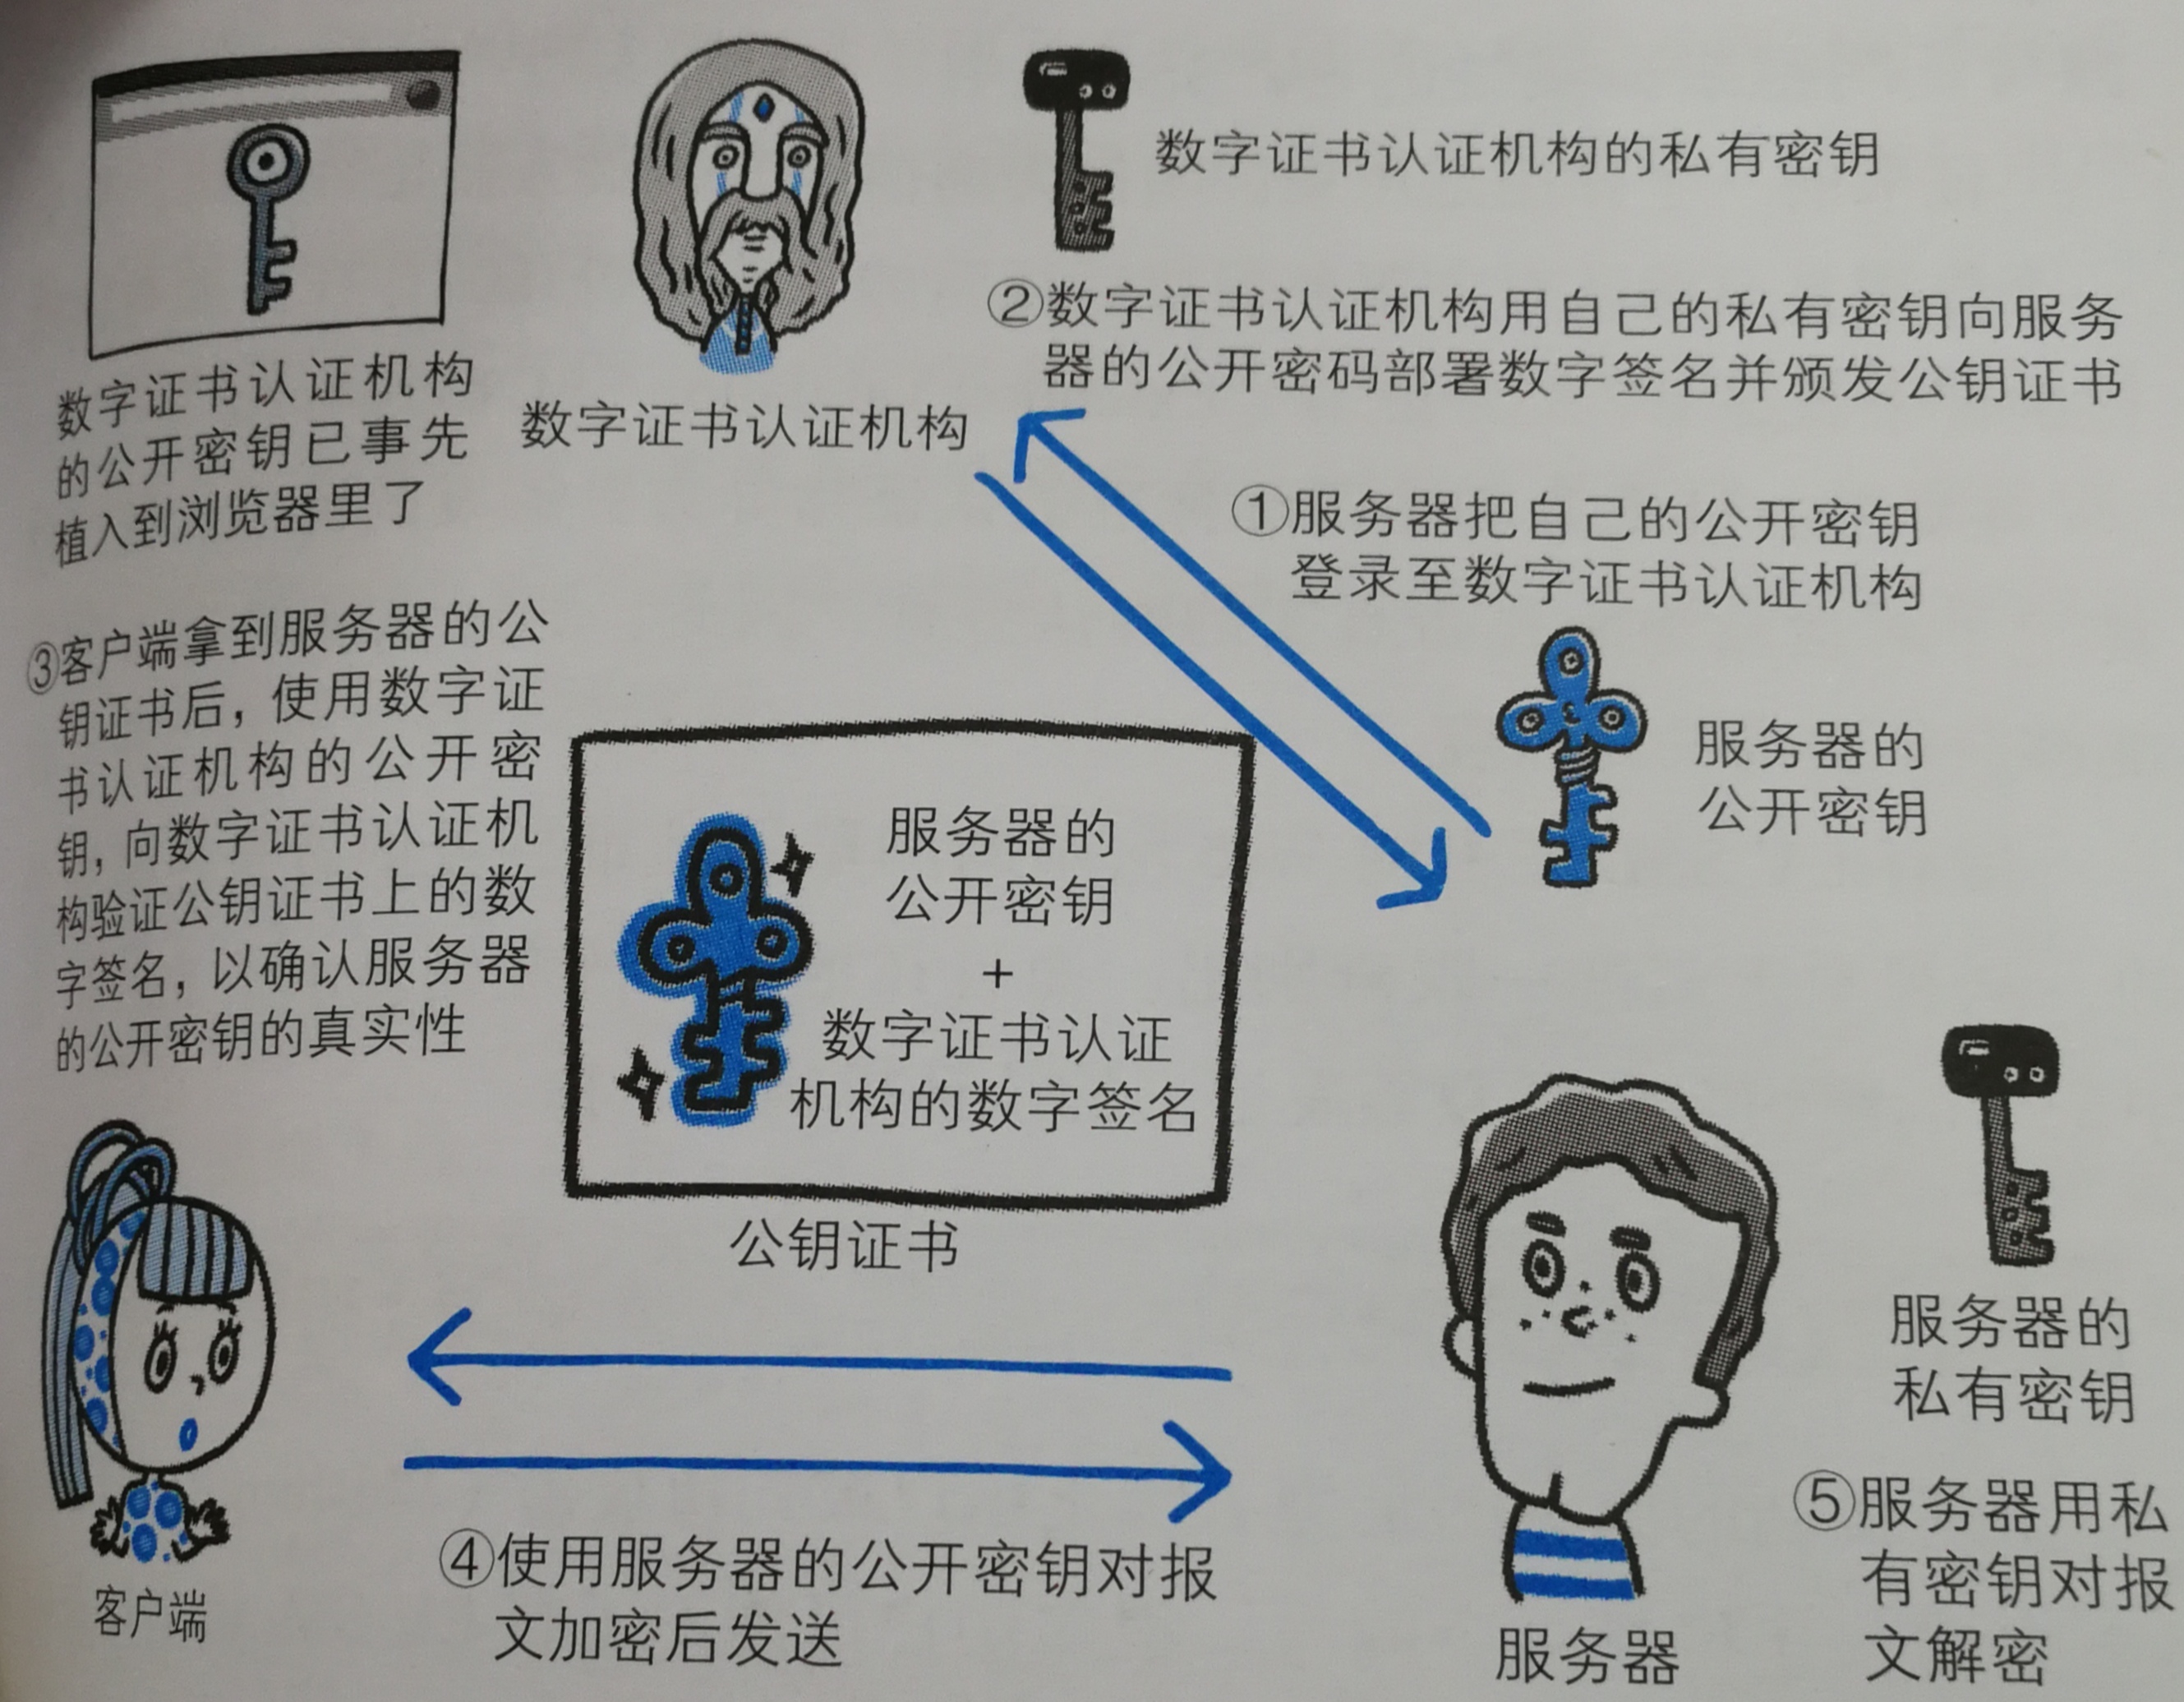 数字证书认证机构的私有密钥
②数字证书认证机构用自己的私有密钥向服务
器的公开密码部署数字签名并颁发公钥证书
数字证书认证机构
的公开密钥已事先
植入到浏览器里了
数字证书认证机构
①服务器把自己的公开密钥
登录至数字证书认证机构
③客户端拿到服务器的公
钥证书后，使用数字证
书认证机构的公开密
钥，向数字证书认证机
构验证公钥证书上的数
字签名，以确认服务器
的公开密钥的真实性
服务器的
公开密钥
服务器的
公开密钥
+
数字证书认证
机构的数字签名
公钥证书
服务器的
私有密钥
④使用服务器的公开密钥对报
文加密后发送
⑤服务器用私
有密钥对报
文解密
客户端
服务器